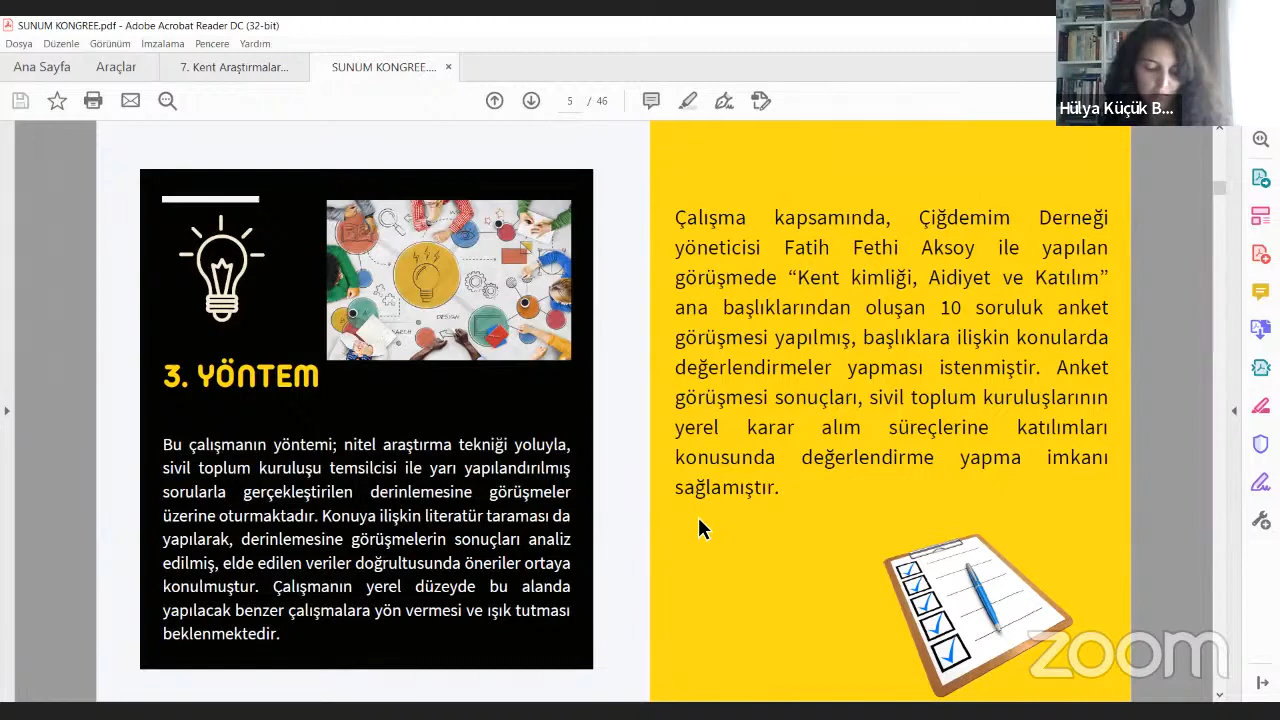 SUNUM KONGREE.pdf - Adobe Acrobat Reader DC (32-bit)
Dosya Düzenle Görünüm İmzalama Pencere Yardım
Ana Sayfa Araçlar 7. Kent Araştırmalar... SUNUM KONGREE.... ×
5 / 46
Hülya Küçük B...
DESIGN
3. YÖNTEM
Bu çalışmanın yöntemi; nitel araştırma tekniği yoluyla,
sivil toplum kuruluşu temsilcisi ile yarı yapılandırılmış
sorularla gerçekleştirilen derinlemesine görüşmeler
üzerine oturmaktadır. Konuya ilişkin literatür taraması da
yapılarak, derinlemesine görüşmelerin sonuçları analiz
edilmiş, elde edilen veriler doğrultusunda öneriler ortaya
konulmuştur. Çalışmanın yerel düzeyde bu alanda
yapılacak benzer çalışmalara yön vermesi ve ışık tutması
beklenmektedir.
Çalışma kapsamında, Çiğdemim Derneği
yöneticisi Fatih Fethi Aksoy ile yapılan
görüşmede “Kent kimliği, Aidiyet ve Katılım”
ana başlıklarından oluşan 10 soruluk anket
görüşmesi yapılmış, başlıklara ilişkin konularda
değerlendirmeler yapması istenmiştir. Anket
görüşmesi sonuçları, sivil toplum kuruluşlarının
yerel karar alım süreçlerine katılımları
konusunda değerlendirme yapma imkanı
sağlamıştır.
zoom